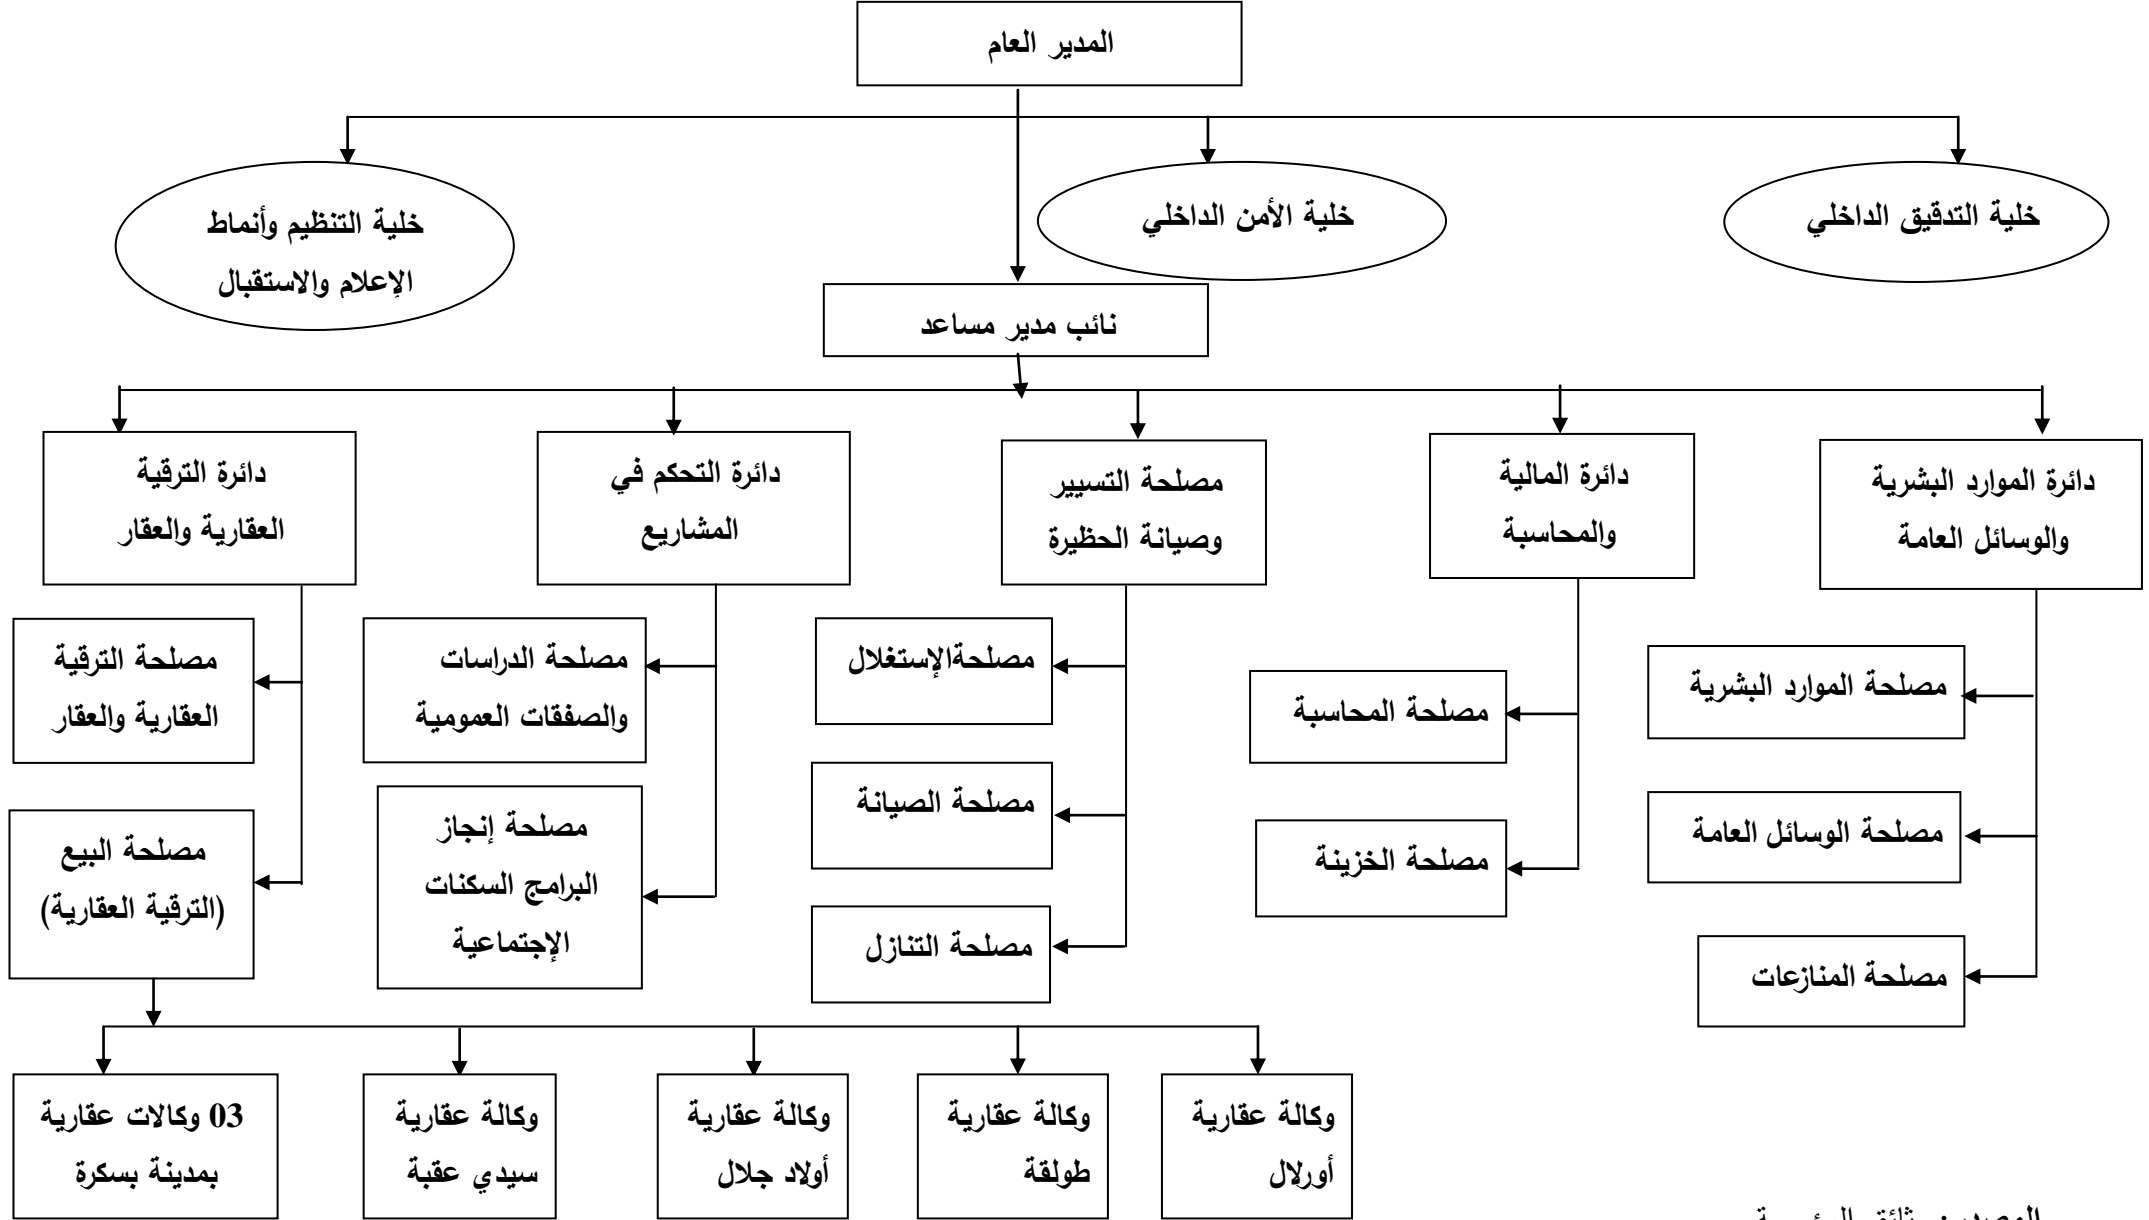 المدير العام
خلية التدقيق الداخلي
خلية الأمن الداخلي
خلية التنظيم وأنماط
الإعلام والاستقبال
نائب مدير مساعد
دائرة الموارد البشرية
والوسائل العامة
دائرة المالية
والمحاسبة
مصلحة التسيير
وصيانة الحظيرة
دائرة التحكم في
المشاريع
دائرة الترقية
العقارية والعقار
مصلحة الموارد البشرية
مصلحة الوسائل العامة
مصلحة المنازعات
مصلحة المحاسبة
مصلحة الخزينة
مصلحةالإستغلال
مصلحة الصيانة
مصلحة التنازل
مصلحة الدراسات
والصفقات العمومية
مصلحة إنجاز
البرامج السكنات
الإجتماعية
مصلحة الترقية
العقارية والعقار
مصلحة البيع
(الترقية العقارية)
وكالة عقارية
أورلال
وكالة عقارية
طولقة
وكالة عقارية
أولاد جلال
وكالة عقارية
سيدي عقبة
03 وكالات عقارية
بمدينة بسكرة